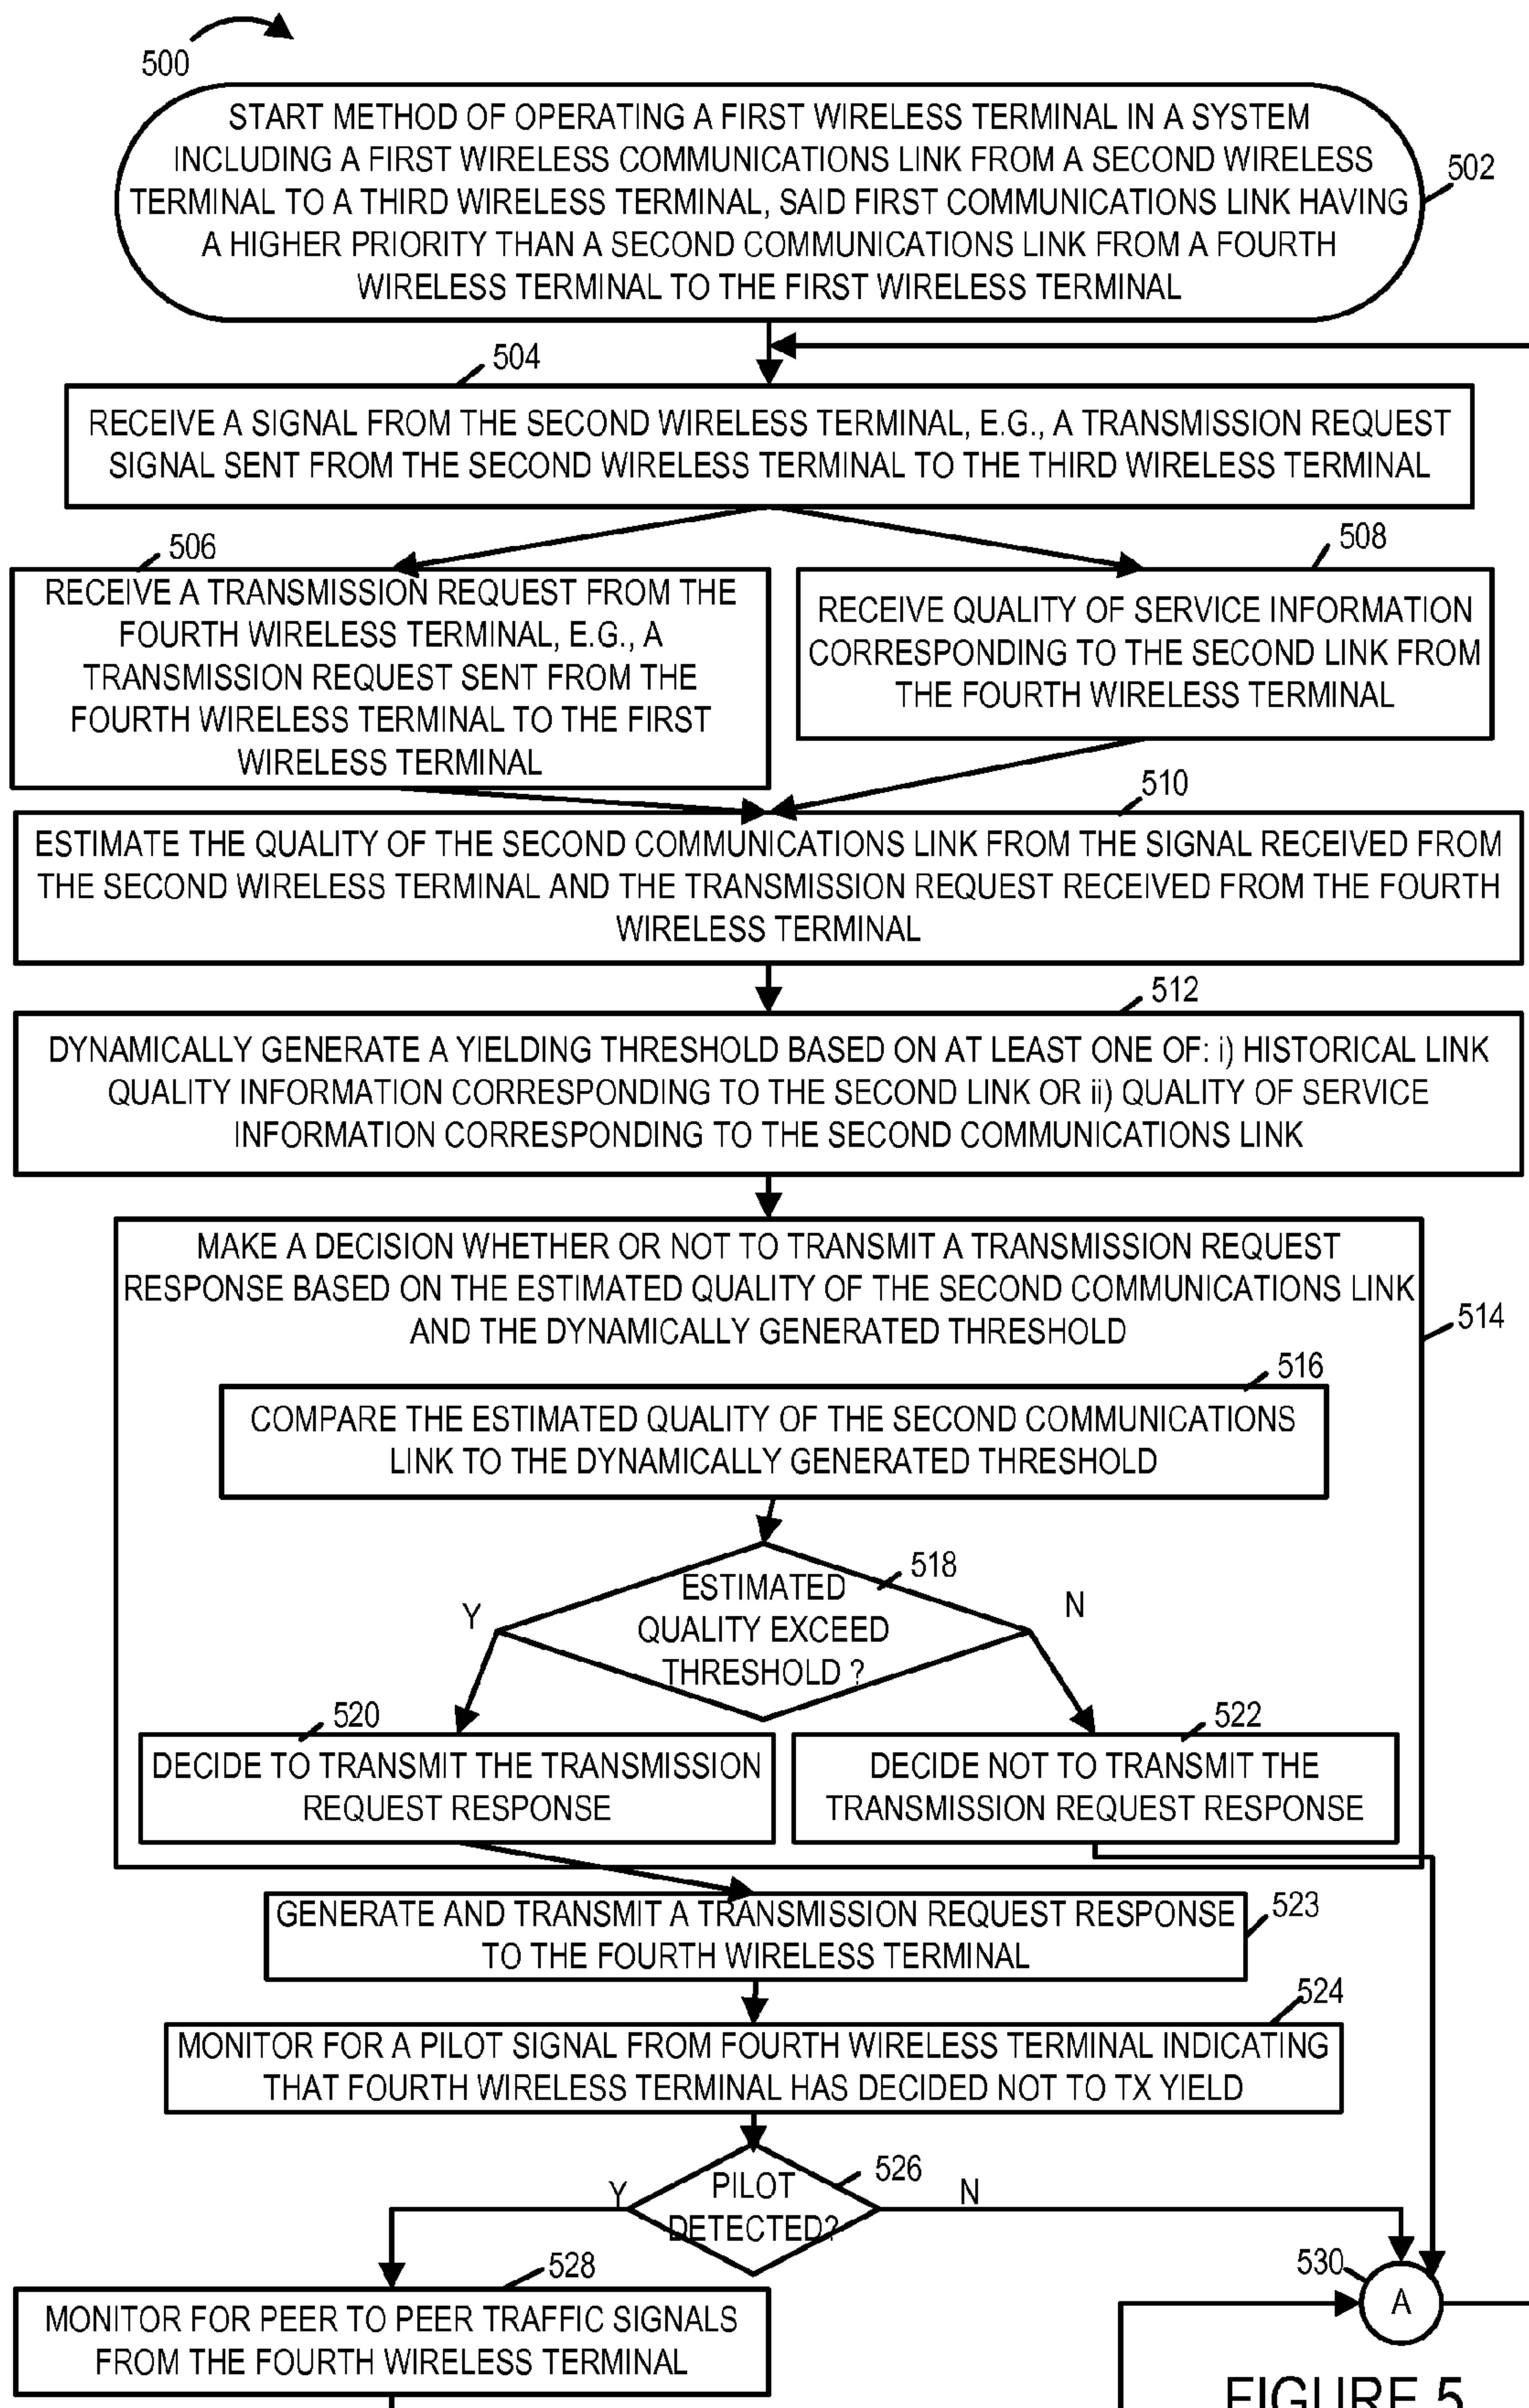 500
START METHOD OF OPERATING A FIRST WIRELESS TERMINAL IN A SYSTEM
INCLUDING A FIRST WIRELESS COMMUNICATIONS LINK FROM A SECOND WIRELESS
TERMINAL TO A THIRD WIRELESS TERMINAL, SAID FIRST COMMUNICATIONS LINK HAVING
A HIGHER PRIORITY THAN A SECOND COMMUNICATIONS LINK FROM A FOURTH
WIRELESS TERMINAL TO THE FIRST WIRELESS TERMINAL
502
504
RECEIVE A SIGNAL FROM THE SECOND WIRELESS TERMINAL, E.G., A TRANSMISSION REQUEST
SIGNAL SENT FROM THE SECOND WIRELESS TERMINAL TO THE THIRD WIRELESS TERMINAL
506
RECEIVE A TRANSMISSION REQUEST FROM THE
FOURTH WIRELESS TERMINAL, E.G., A
TRANSMISSION REQUEST SENT FROM THE
FOURTH WIRELESS TERMINAL TO THE FIRST
WIRELESS TERMINAL
508
RECEIVE QUALITY OF SERVICE INFORMATION
CORRESPONDING TO THE SECOND LINK FROM
THE FOURTH WIRELESS TERMINAL
510
ESTIMATE THE QUALITY OF THE SECOND COMMUNICATIONS LINK FROM THE SIGNAL RECEIVED FROM
THE SECOND WIRELESS TERMINAL AND THE TRANSMISSION REQUEST RECEIVED FROM THE FOURTH
WIRELESS TERMINAL
512
DYNAMICALLY GENERATE A YIELDING THRESHOLD BASED ON AT LEAST ONE OF: i) HISTORICAL LINK
QUALITY INFORMATION CORRESPONDING TO THE SECOND LINK OR ii) QUALITY OF SERVICE
INFORMATION CORRESPONDING TO THE SECOND COMMUNICATIONS LINK
MAKE A DECISION WHETHER OR NOT TO TRANSMIT A TRANSMISSION REQUEST
RESPONSE BASED ON THE ESTIMATED QUALITY OF THE SECOND COMMUNICATIONS LINK
AND THE DYNAMICALLY GENERATED THRESHOLD
514
516
COMPARE THE ESTIMATED QUALITY OF THE SECOND COMMUNICATIONS
LINK TO THE DYNAMICALLY GENERATED THRESHOLD
518
ESTIMATED
QUALITY EXCEED
THRESHOLD ?
Y
N
520
DECIDE TO TRANSMIT THE TRANSMISSION
REQUEST RESPONSE
522
DECIDE NOT TO TRANSMIT THE
TRANSMISSION REQUEST RESPONSE
GENERATE AND TRANSMIT A TRANSMISSION REQUEST RESPONSE
TO THE FOURTH WIRELESS TERMINAL
523
524
MONITOR FOR A PILOT SIGNAL FROM FOURTH WIRELESS TERMINAL INDICATING
THAT FOURTH WIRELESS TERMINAL HAS DECIDED NOT TO TX YIELD
526
PILOT
DETECTED?
Y
N
528
MONITOR FOR PEER TO PEER TRAFFIC SIGNALS
FROM THE FOURTH WIRELESS TERMINAL
530
A
FIGURE 5